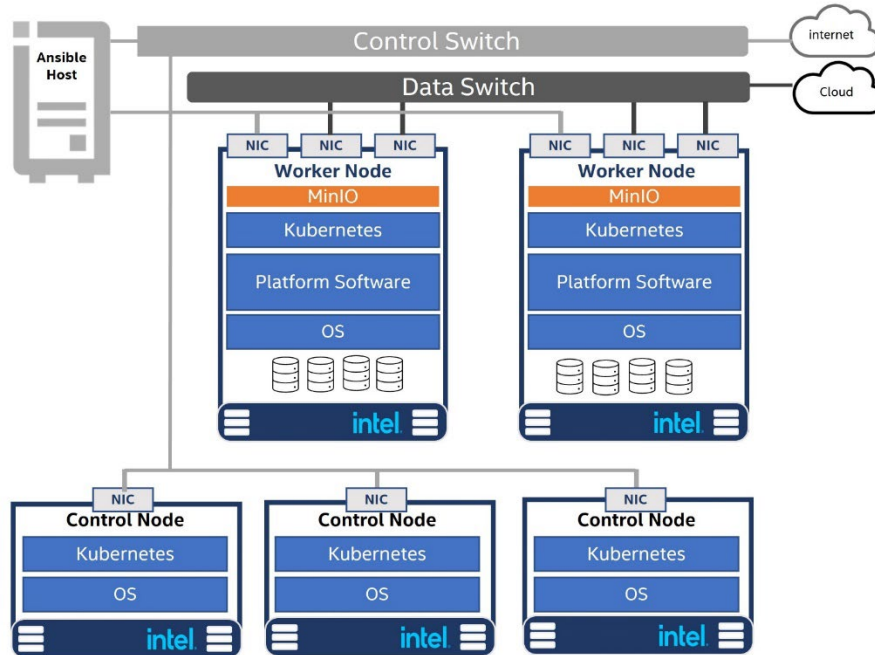 Control Switch
internet
Ansible
Host
Data Switch
Cloud
NIC NIC NIC NIC NIC NIC
Worker Node Worker Node
MinIO MinIO
Kubernetes Kubernetes
Platform Software Platform Software
OS OS
intel. intel.
NIC NIC NIC
Control Node Control Node Control Node
Kubernetes Kubernetes Kubernetes
OS OS OS
intel. intel. intel.